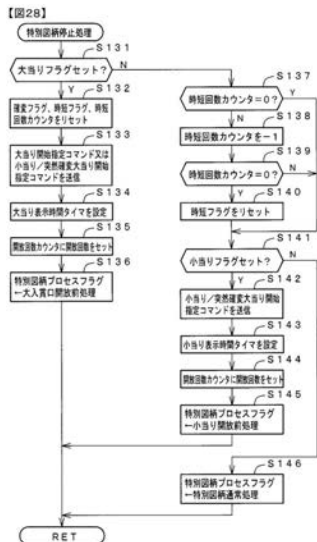 【図28】
特別図柄停止処理
S131
大当りフラグセット?
N
Y
S132
確変フラグ、時短フラグ、時短
回数カウンタをリセット
S133
大当り開始指定コマンド又は
小当り/突然確変大当り開始
指定コマンドを送信
S134
大当り表示時間タイマを設定
S135
開放回数カウンタに開放回数をセット
S136
特別図柄プロセスフラグ
←大入賞口開放前処理
S137
時短回数カウンタ=0?
Y
N
S138
時短回数カウンタを-1
S139
時短回数カウンタ=0?
N
Y
S140
時短フラグをリセット
S141
小当りフラグセット?
N
Y
S142
小当り/突然確変大当り開始
指定コマンドを送信
S143
小当り表示時間タイマを設定
S144
開放回数カウンタに開放回数をセット
S145
特別図柄プロセスフラグ
←小当り開放前処理
S146
特別図柄プロセスフラグ
←特別図柄通常処理
RET